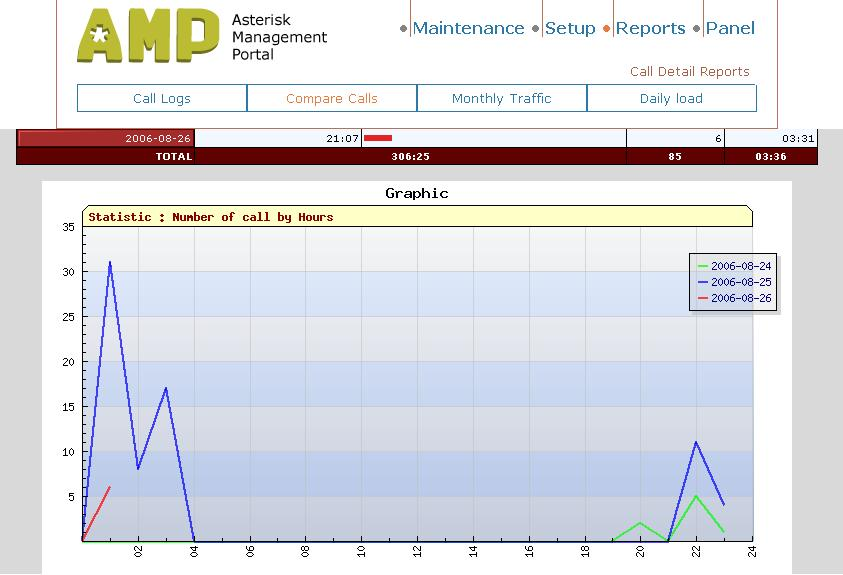 AMP
Asterisk
Management
Portal
Maintenance Setup Reports Panel
Call Detail Reports
Call Logs Compare Calls Monthly Traffic Daily load
2006-08-26 21:07 6 03:31
TOTAL 306:25 85 03:36
Graphic
Statistic : Number of call by Hours
35
30
25
20
15
10
5
2006-08-24
2006-08-25
2006-08-26
02 04 06 08 10 12 14 16 18 20 22 24